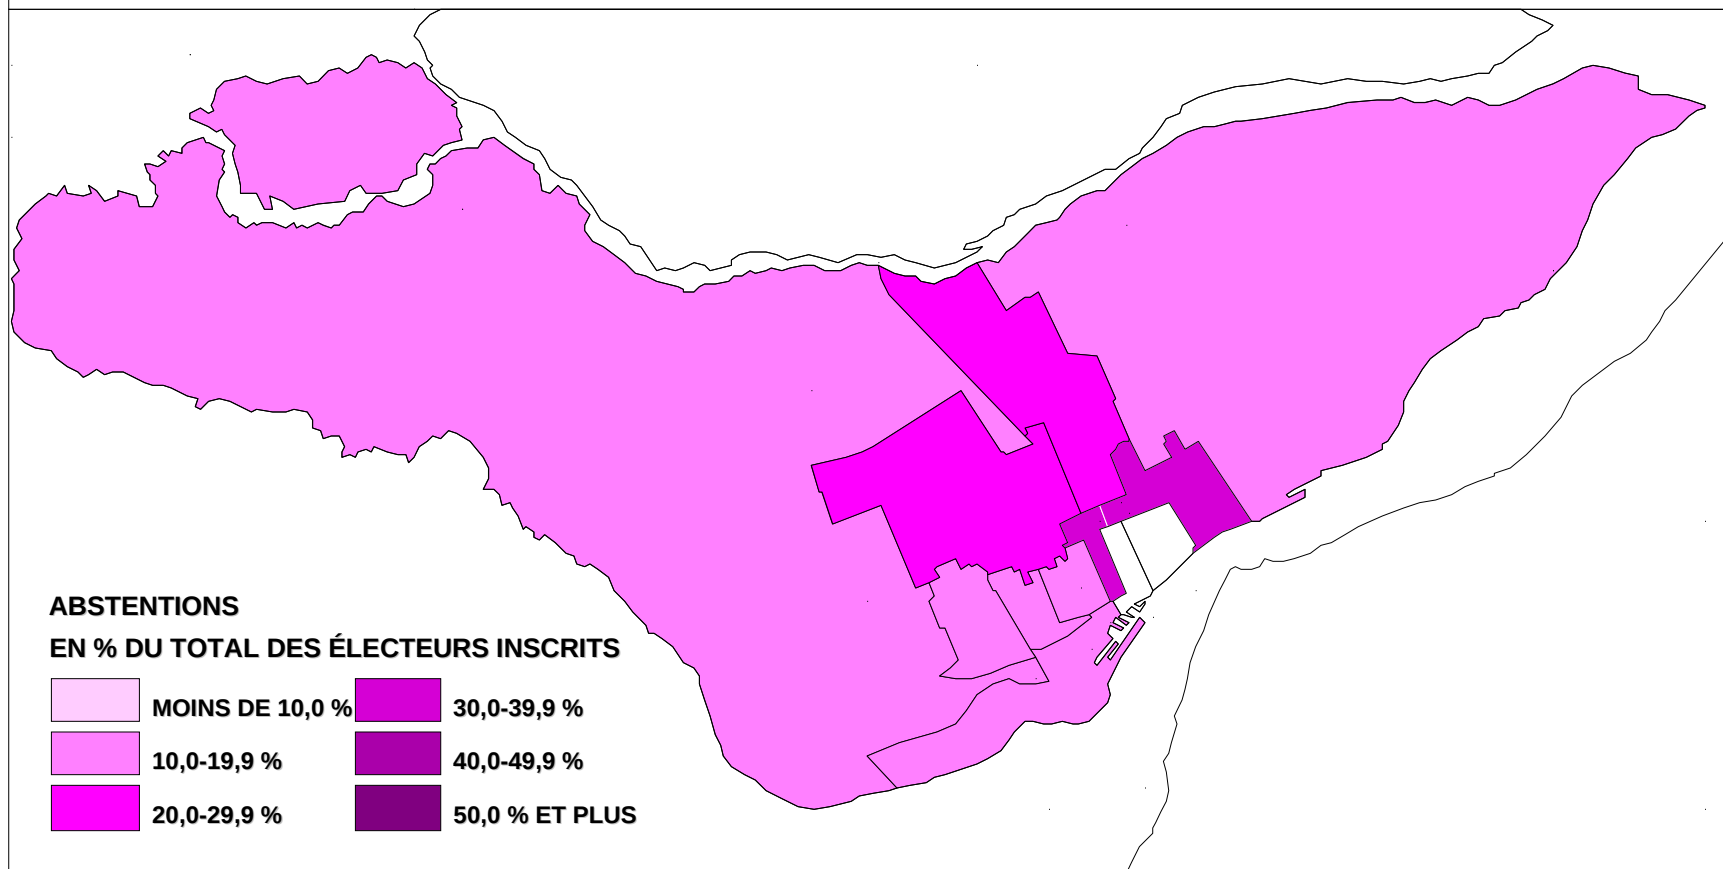 ABSTENTIONS
EN % DU TOTAL DES ÉLECTEURS INSCRITS
MOINS DE 10,0 %
10,0-19,9 %
20,0-29,9 %
30,0-39,9 %
40,0-49,9 %
50,0 % ET PLUS